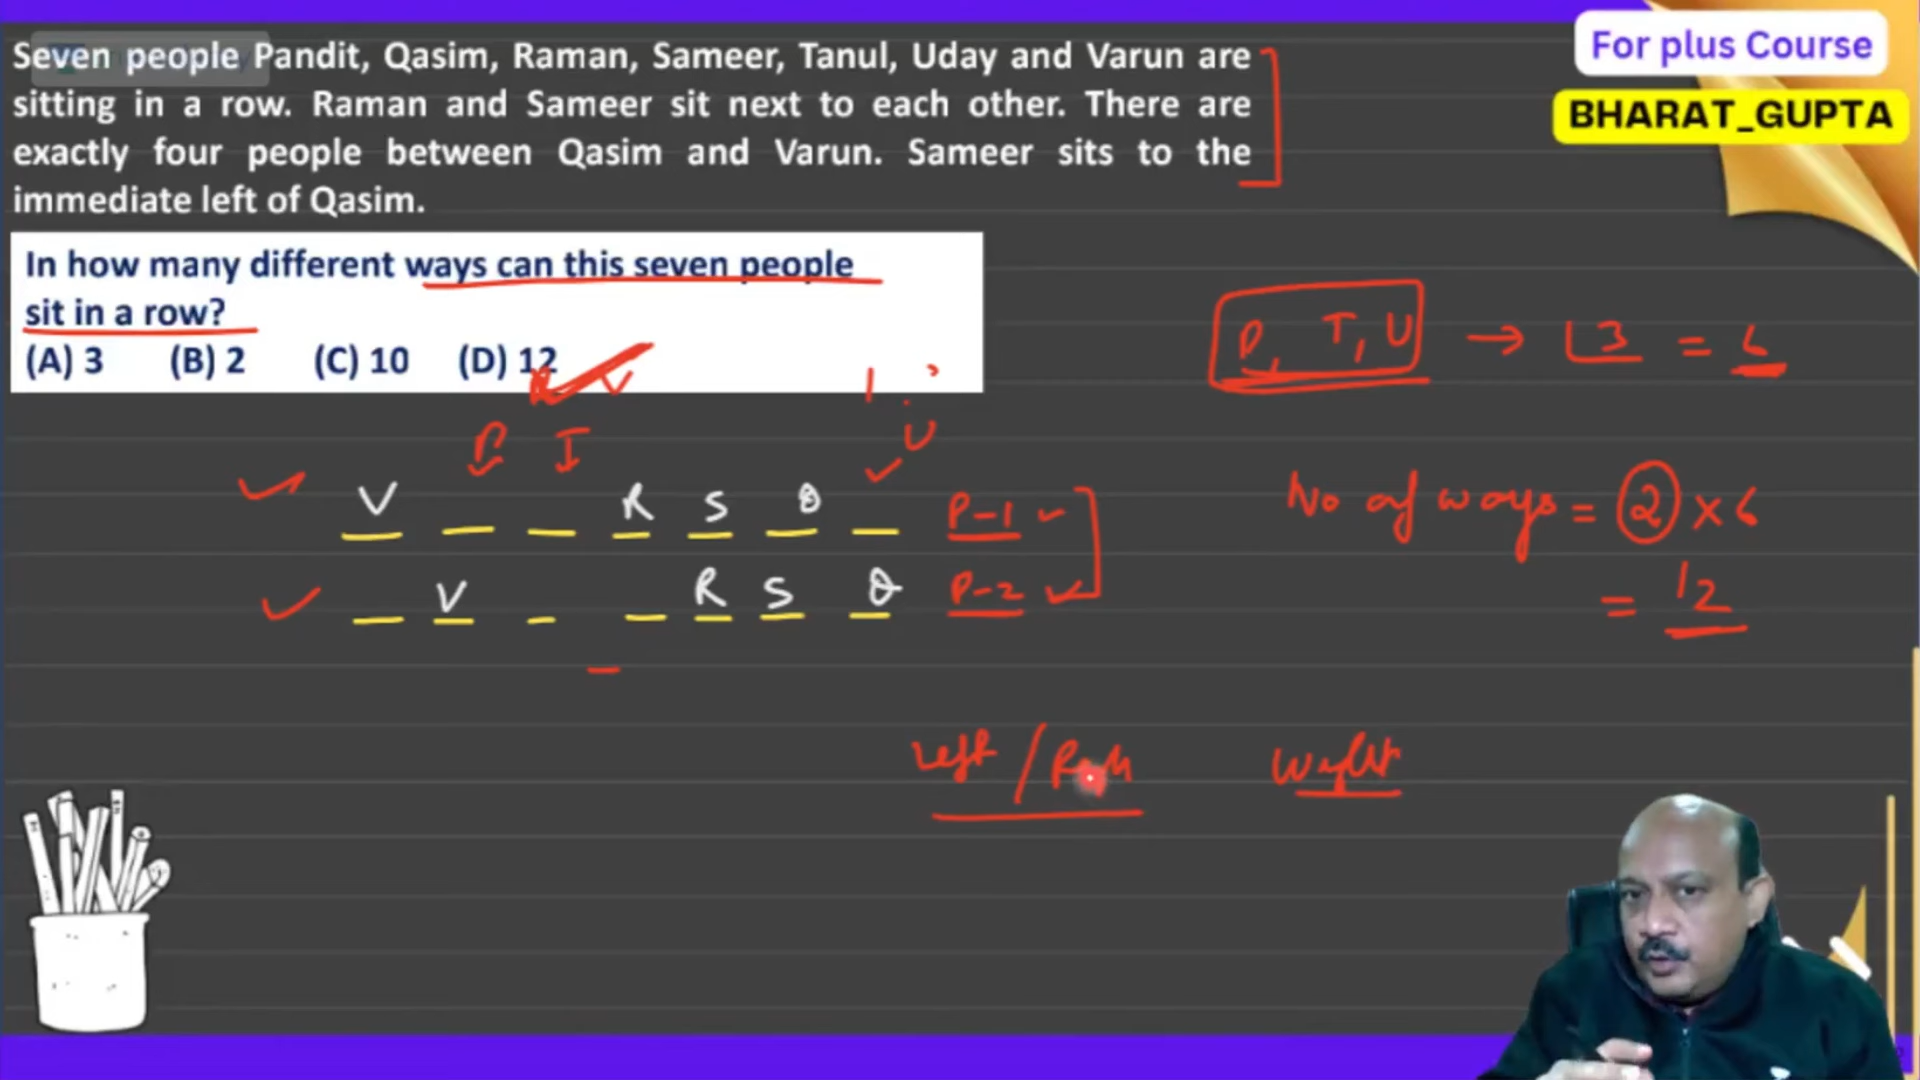 Seven people Pandit, Qasim, Raman, Sameer, Tanul, Uday and Varun are
sitting in a row. Raman and Sameer sit next to each other. There are
exactly four people between Qasim and Varun. Sameer sits to the
immediate left of Qasim.
For plus Course
BHARAT_GUPTA
In how many different ways can this seven people
sit in a row?
(A) 3 (B) 2 (C) 10 (D) 12
P, T, U → 3 = 6
V R S Q P-1
V R S Q P-2
No of ways = 2 x 6
= 12
Left /